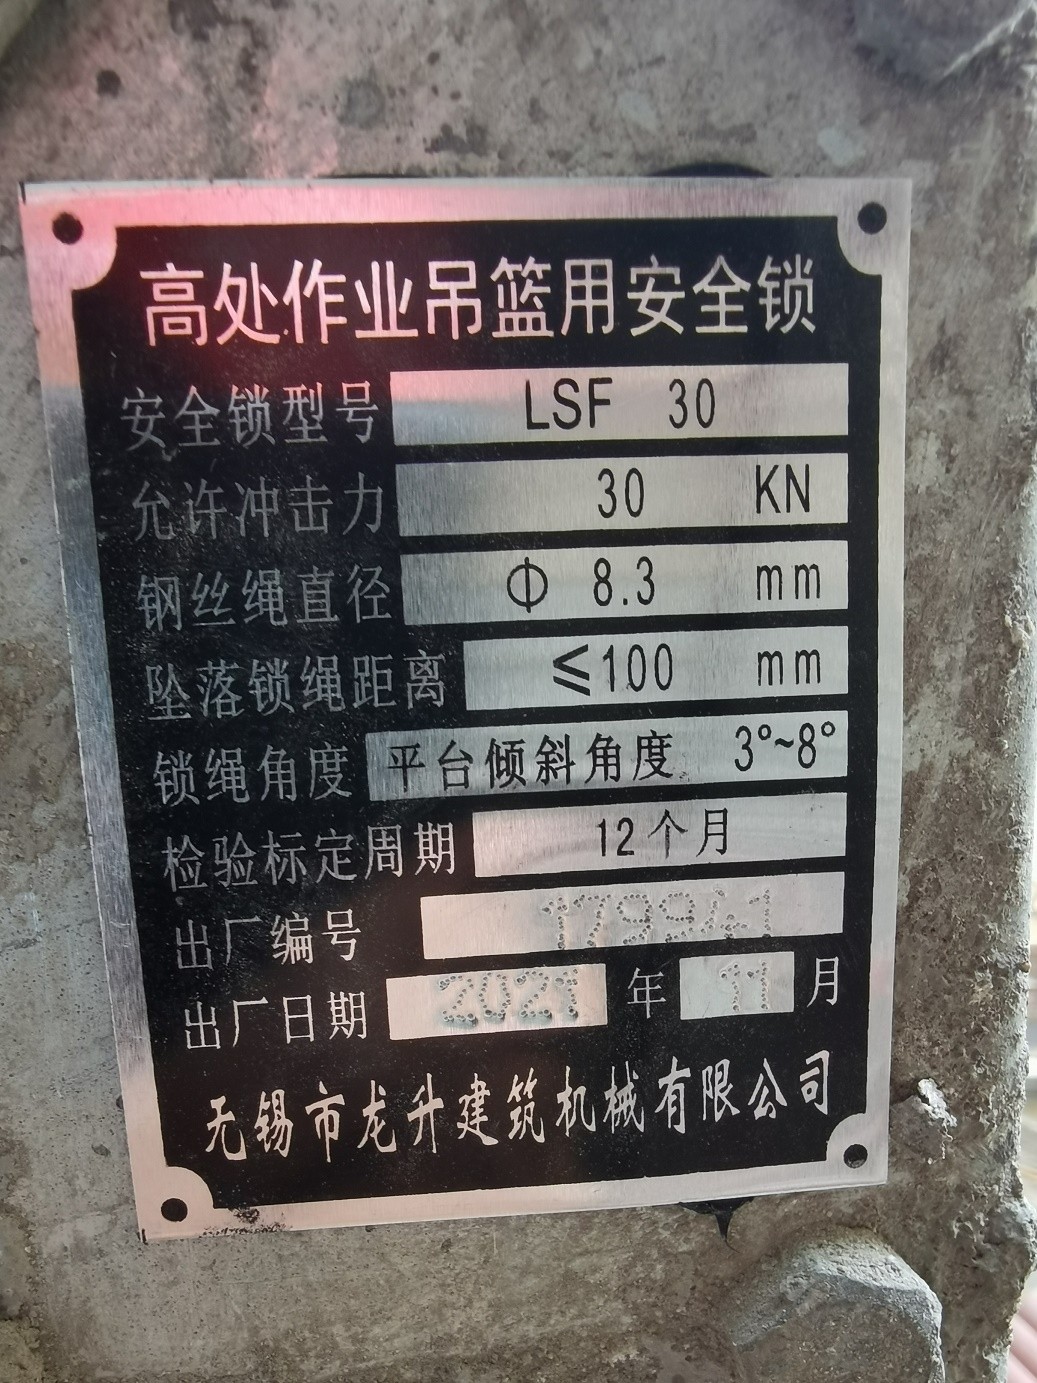 高处作业吊篮用安全锁
安全锁型号 LSF 30
允许冲击力 30 KN
钢丝绳直径 Φ 8.3 mm
坠落锁绳距离 ≤100 mm
锁绳角度 平台倾斜角度 3°~8°
检验标定周期 12个月
出厂编号 179941
出厂日期 2021 年 11 月
无锡市龙升建筑机械有限公司